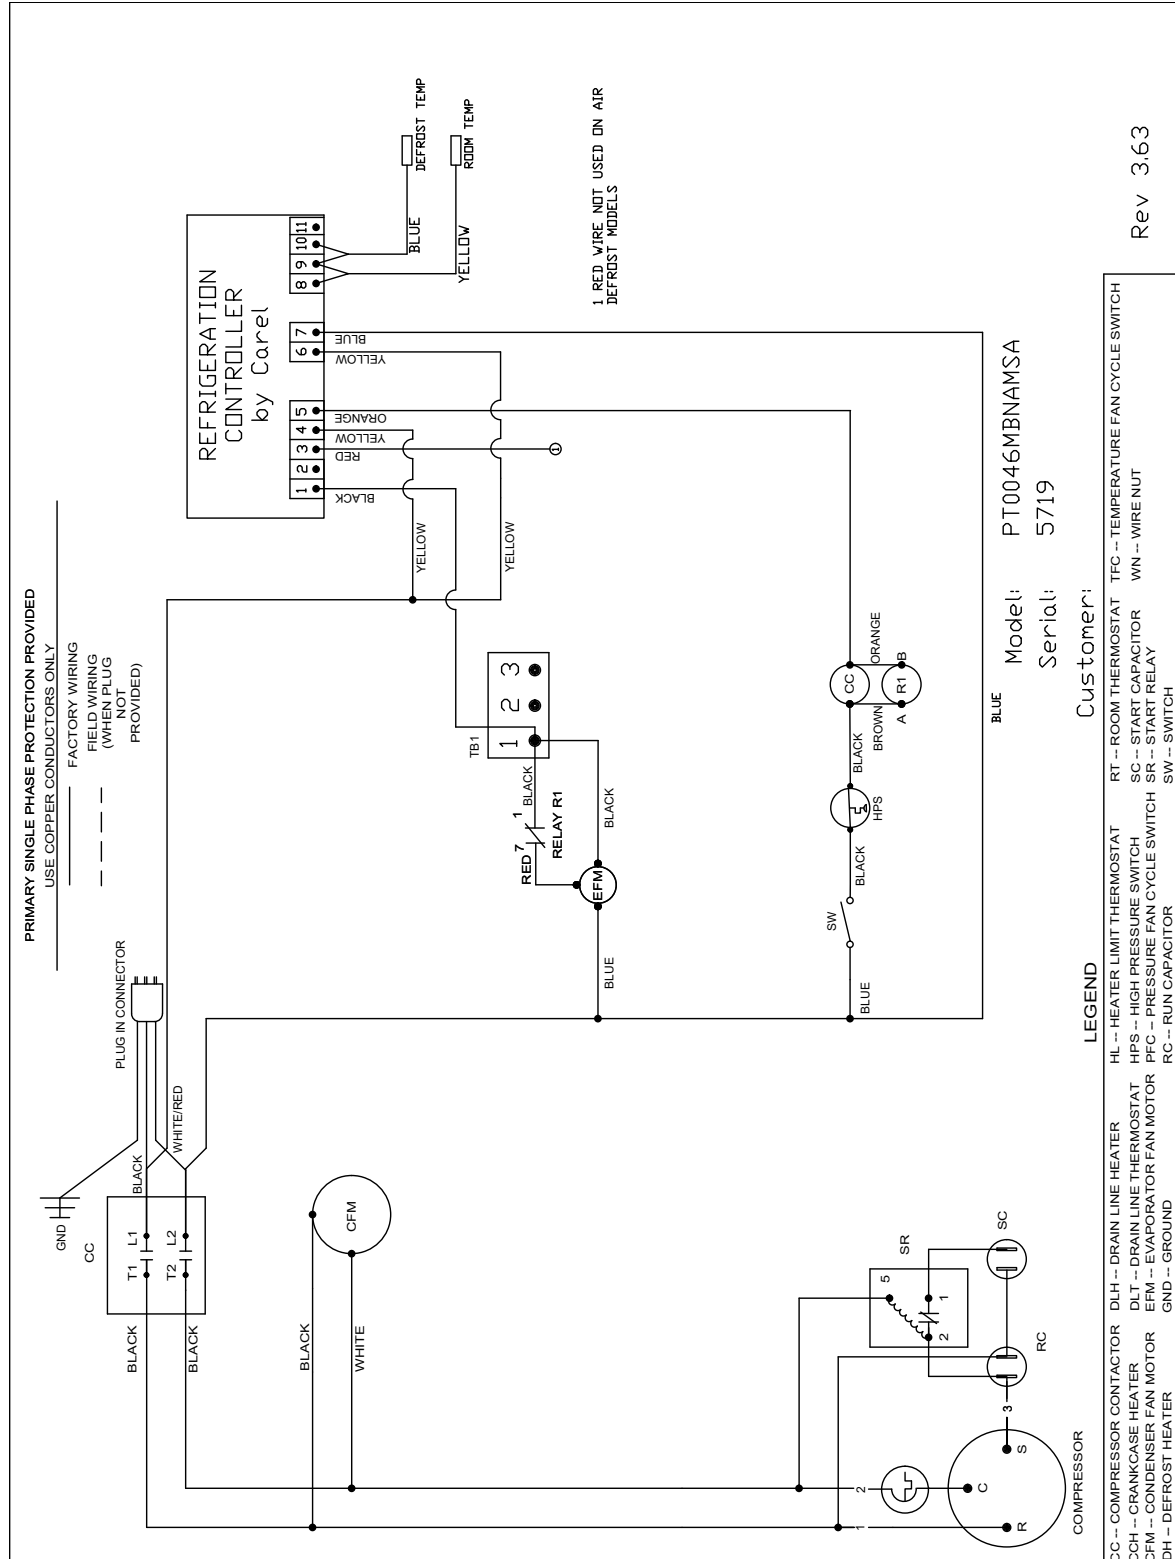 PRIMARY SINGLE PHASE PROTECTION PROVIDED
USE COPPER CONDUCTORS ONLY
FACTORY WIRING
FIELD WIRING
(WHEN PLUG
NOT
PROVIDED)
PLUG IN CONNECTOR
GND
BLACK
WHITE/RED
CC
T1 L1
T2 L2
BLACK
BLACK
BLACK
WHITE
CFM
REFRIGERATION
CONTROLLER
by Carel
1 2 3 4 5 6 7 8 9 10 11
BLACK
RED
YELLOW
ORANGE
YELLOW
BLUE
BLUE
YELLOW
DEFROST TEMP
ROOM TEMP
1
YELLOW
YELLOW
1 RED WIRE NOT USED ON AIR
DEFROST MODELS
TB1
1 2 3
BLACK
1
RED 7
RELAY R1
BLACK
EFM
BLUE
BLUE
SW
BLACK
HPS
BLACK
BROWN
CC
ORANGE
A R1 B
BLUE
5
SR
2 1
SC
RC
3
2
1
R C S
COMPRESSOR
Model: PT0046MBNAMSA
Serial: 5719
Customer:
Rev 3.63
LEGEND
CC -- COMPRESSOR CONTACTOR DLH -- DRAIN LINE HEATER HL -- HEATER LIMIT THERMOSTAT RT -- ROOM THERMOSTAT TFC -- TEMPERATURE FAN CYCLE SWITCH
CCH -- CRANKCASE HEATER DLT -- DRAIN LINE THERMOSTAT HPS -- HIGH PRESSURE SWITCH SC -- START CAPACITOR WN -- WIRE NUT
CFM -- CONDENSER FAN MOTOR EFM -- EVAPORATOR FAN MOTOR PFC -- PRESSURE FAN CYCLE SWITCH SR -- START RELAY
DH -- DEFROST HEATER GND -- GROUND RC -- RUN CAPACITOR SW -- SWITCH